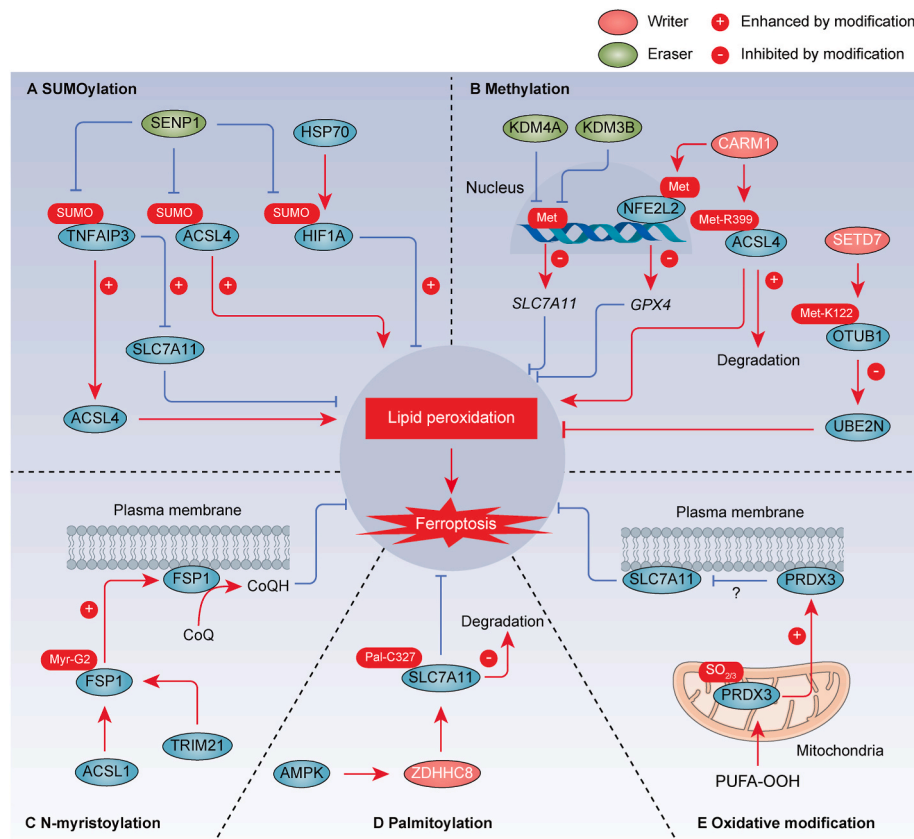 Writer
+ Enhanced by modification
Eraser
- Inhibited by modification
A SUMOylation
SENP1
HSP70
SUMO
TNFAIP3
SUMO
ACSL4
SUMO
HIF1A
+
+
+
+
SLC7A11
ACSL4
B Methylation
KDM4A
KDM3B
CARM1
Nucleus
Met
NFE2L2
Met
Met-R399
ACSL4
SETD7
-
-
+
SLC7A11
GPX4
Degradation
Met-K122
OTUB1
-
UBE2N
Lipid peroxidation
Ferroptosis
Plasma membrane
FSP1
CoQH
CoQ
+
Myr-G2
FSP1
TRIM21
ACSL1
C N-myristoylation
Degradation
Pal-C327
SLC7A11
-
AMPK
ZDHHC8
D Palmitoylation
Plasma membrane
SLC7A11
?
PRDX3
+
SO2/3
PRDX3
Mitochondria
PUFA-OOH
E Oxidative modification